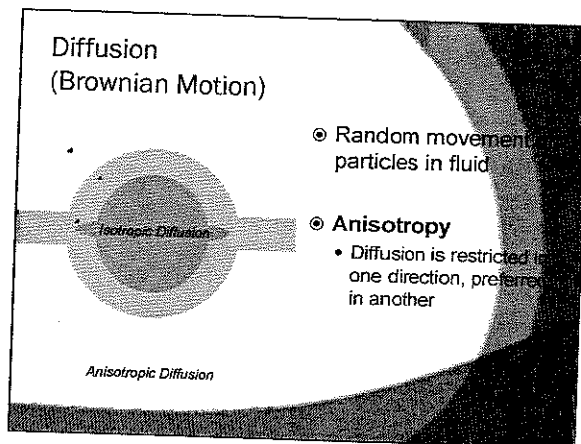 Diffusion
(Brownian Motion)
Random movement
particles in fluid
Isotropic Diffusion
Anisotropy
• Diffusion is restricted
one direction, preferred
in another
Anisotropic Diffusion